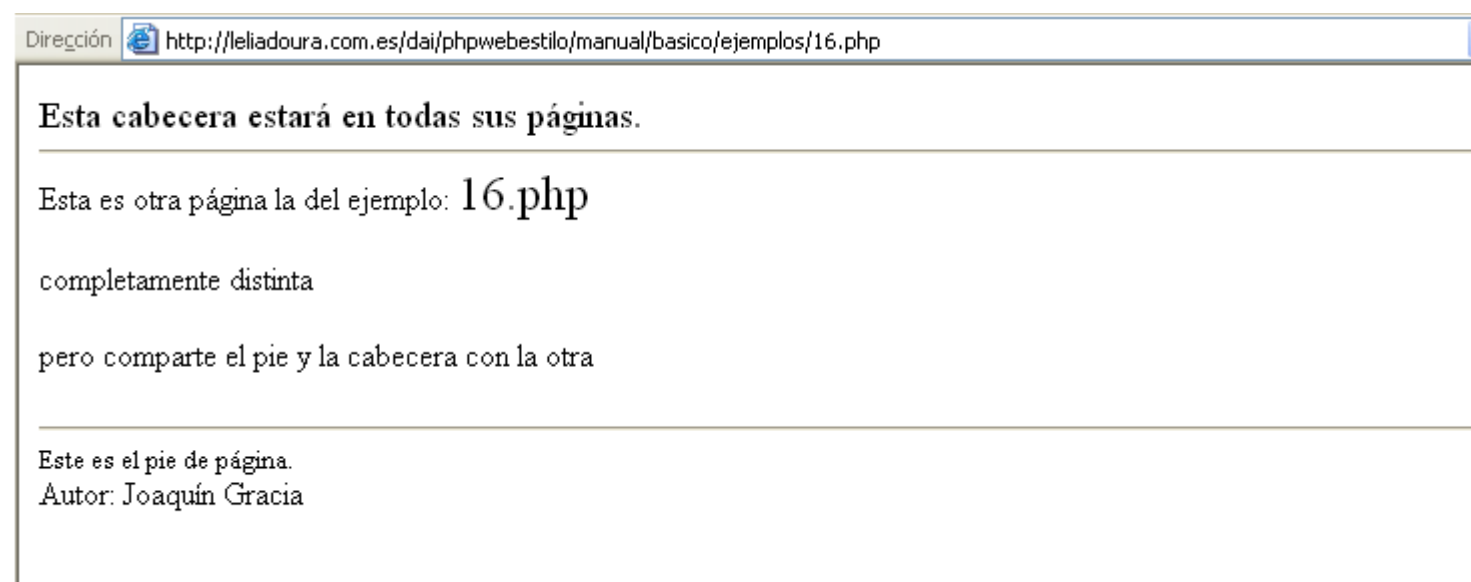 Dirección http://leliadoura.com.es/dai/phpwebestilo/manual/basico/ejemplos/16.php
Esta cabecera estará en todas sus páginas.
Esta es otra página la del ejemplo: 16.php
completamente distinta
pero comparte el pie y la cabecera con la otra
Este es el pie de página.
Autor: Joaquín Gracia